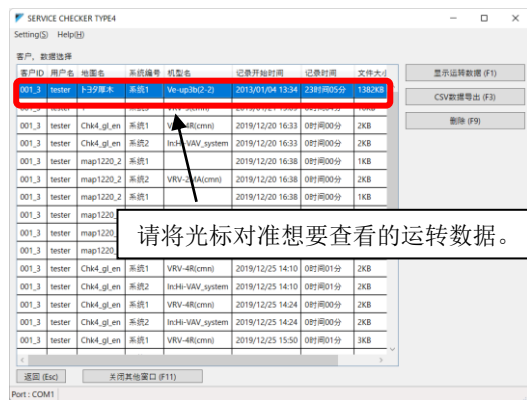 SERVICE CHECKER TYPE4
Setting(S) Help(H)
客户，数据选择
客户ID 用户名 地图名 系统编号 机型名 记录开始时间 记录时间 文件大小
001_3 tester トヨタ厚木 系统1 Ve-up3b(2-2) 2013/01/04 13:34 23时间05分 1382KB
001_3 tester Chk4_gl_en 系统1 VRV-4R(cmn) 2019/12/20 16:33 0时间00分 2KB
001_3 tester Chk4_gl_en 系统2 In:Hi-VAV_system 2019/12/20 16:33 0时间00分 2KB
001_3 tester map1220_2 系统1 2019/12/20 16:38 0时间00分 1KB
001_3 tester map1220_2 系统2 VRV-2MA(cmn) 2019/12/20 16:38 0时间00分 2KB
001_3 tester map1220_2 系统1 2019/12/20 16:38 0时间00分 1KB
001_3 tester map1220_
001_3 tester map1220_
001_3 tester map1220_
请将光标对准想要查看的运转数据。
001_3 tester Chk4_gl_en 系统1 VRV-4R(cmn) 2019/12/25 14:10 0时间01分 2KB
001_3 tester Chk4_gl_en 系统2 In:Hi-VAV_system 2019/12/25 14:10 0时间01分 2KB
001_3 tester Chk4_gl_en 系统1 VRV-4R(cmn) 2019/12/25 14:24 0时间00分 2KB
001_3 tester Chk4_gl_en 系统2 In:Hi-VAV_system 2019/12/25 14:24 0时间00分 2KB
001_3 tester Chk4_gl_en 系统1 VRV-4R(cmn) 2019/12/25 15:50 0时间01分 3KB
显示运转数据 (F1)
CSV数据导出 (F3)
删除 (F9)
返回 (Esc) 关闭其他窗口 (F11)
Port : COM1